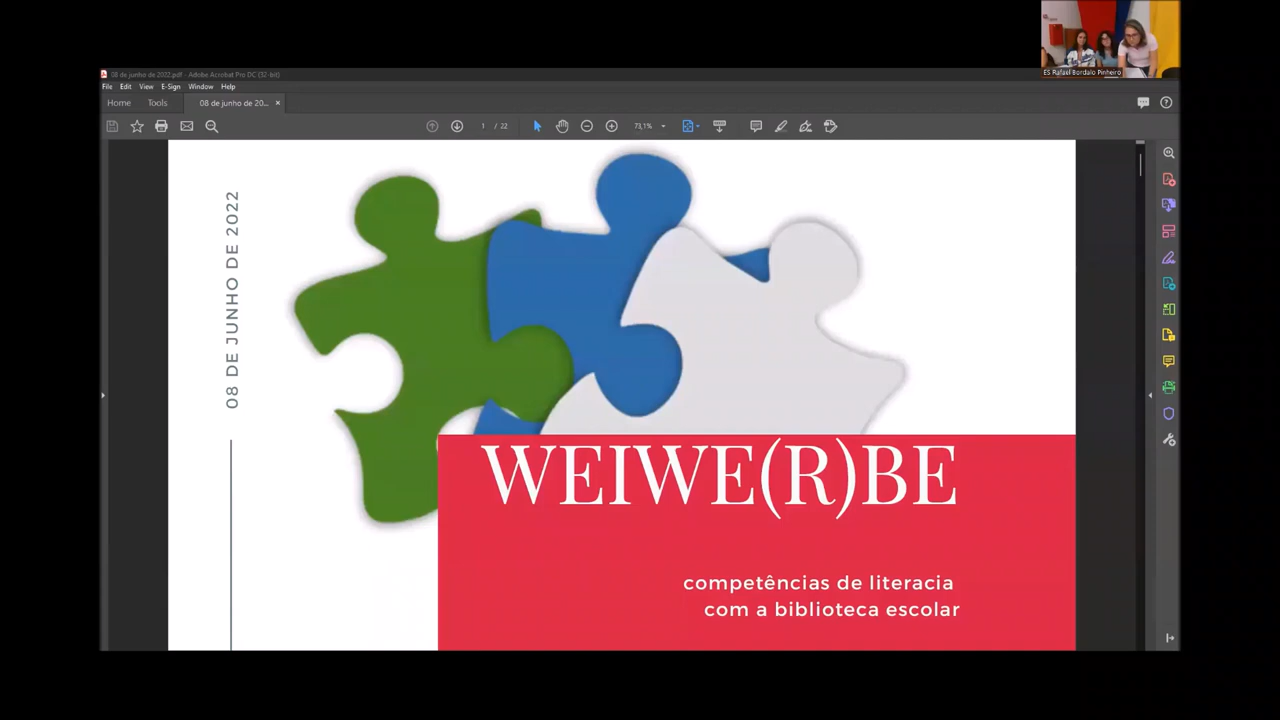 ES Rafael Bordalo Pinheiro
08 de junho de 2022.pdf - Adobe Acrobat Pro DC (32-bit)
File Edit View E-Sign Window Help
Home Tools 08 de junho de 20... ×
1 / 22 73,1%
08 DE JUNHO DE 2022
WEIWE(R)BE
competências de literacia
com a biblioteca escolar